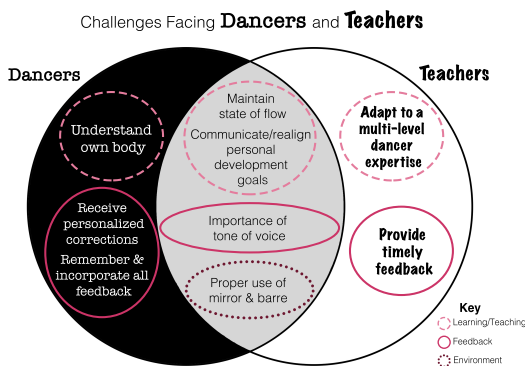 Challenges Facing Dancers and Teachers
Dancers
Teachers
Understand
own body
Receive
personalized
corrections
Remember &
incorporate all
feedback
Maintain
state of flow
Communicate/realign
personal
development
goals
Importance of
tone of voice
Proper use of
mirror & barre
Adapt to a
multi-level
dancer
expertise
Provide
timely
feedback
Key
Learning/Teaching
Feedback
Environment